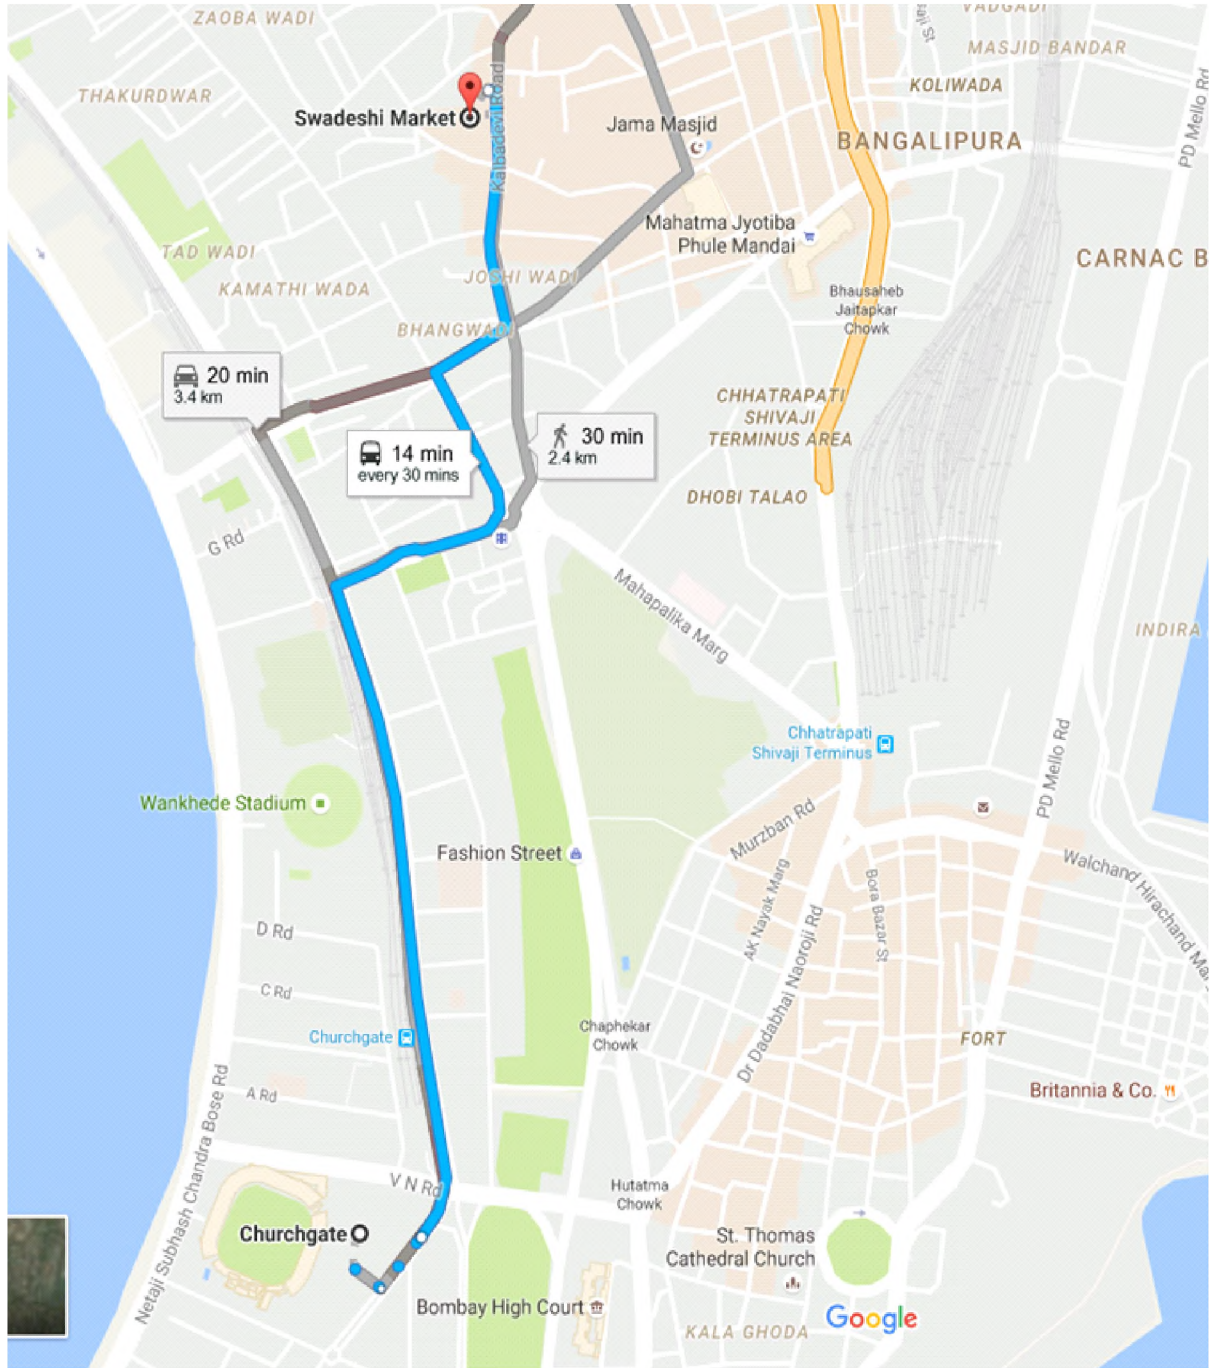 ZAOBA WADI
VADGADI
MASJID BANDAR
THAKURDWAR
KOLIWADA
Swadeshi Market
Kalbadevi Road
Jama Masjid
BANGALIPURA
PD Mello Rd
Mahatma Jyotiba
Phule Mandai
TAD WADI
KAMATHI WADA
JOSHI WADI
CARNAC B
Bhausaheb
Jaitapkar
Chowk
BHANGWADI
20 min
3.4 km
CHHATRAPATI
SHIVAJI
TERMINUS AREA
14 min
every 30 mins
30 min
2.4 km
DHOBI TALAO
G Rd
Mahapalika Marg
INDIRA
Chhatrapati
Shivaji Terminus
PD Mello Rd
Wankhede Stadium
Murzban Rd
Fashion Street
Walchand Hirachand Mar
AK Nayak Marg
Bora Bazar St
D Rd
Dr Dadabhai Naoroji Rd
C Rd
Churchgate
Chaphekar
Chowk
FORT
A Rd
Britannia & Co.
Netaji Subhash Chandra Bose Rd
V N Rd
Hutatma
Chowk
Churchgate
St. Thomas
Cathedral Church
Bombay High Court
Google
KALA GHODA